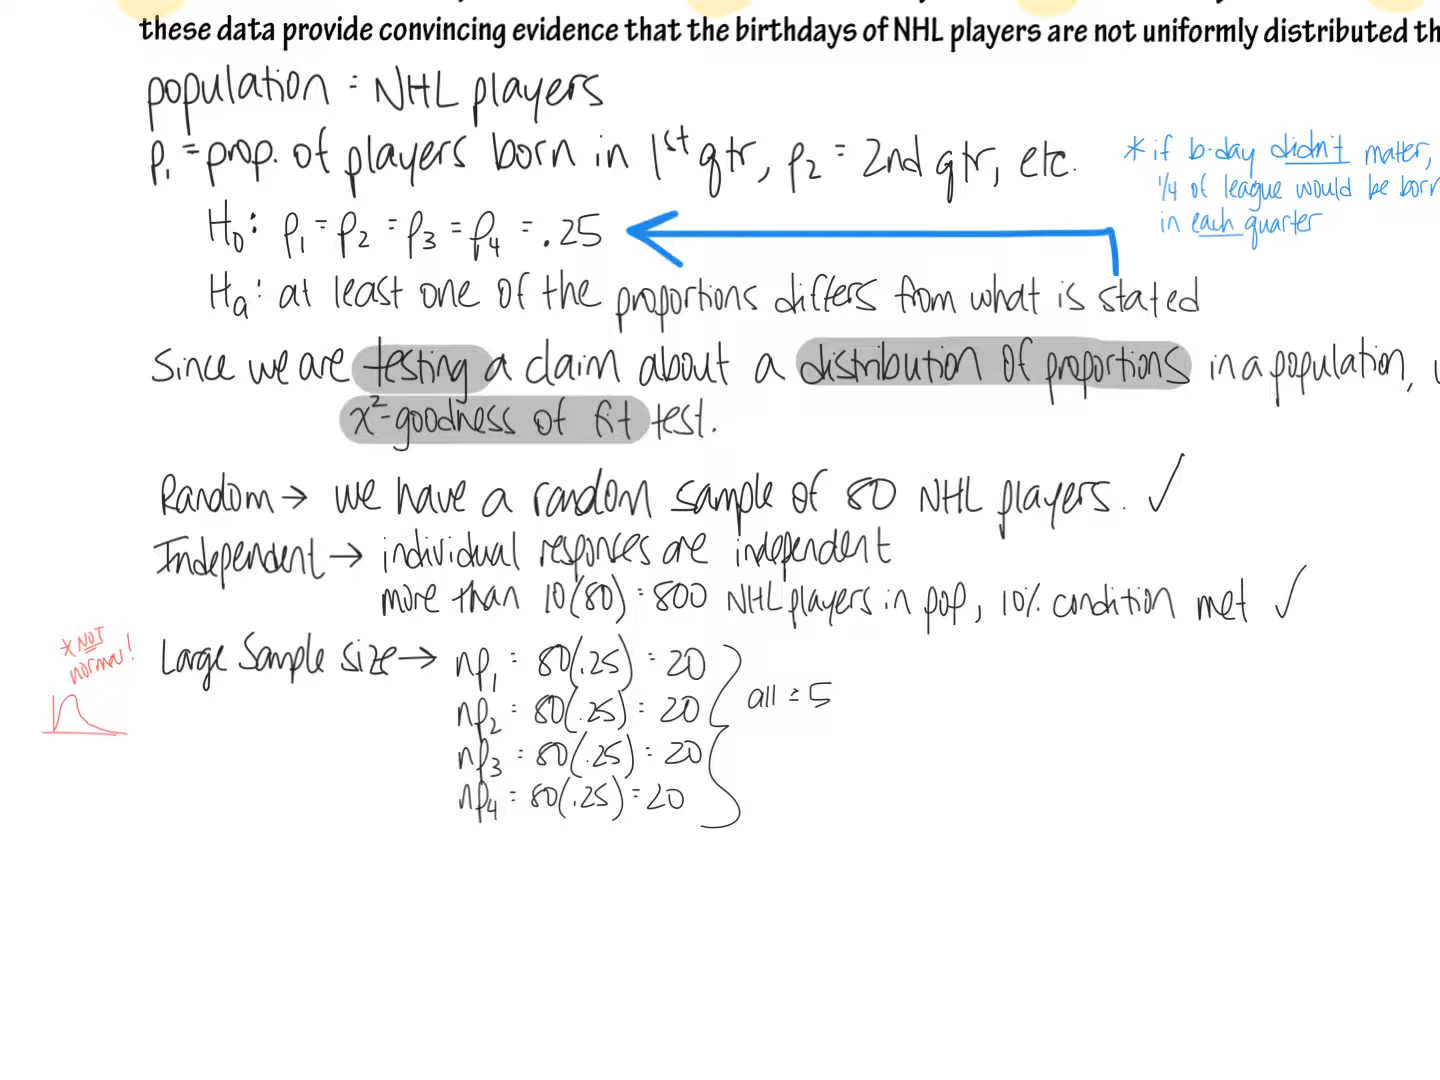 these data provide convincing evidence that the birthdays of NHL players are not uniformly distributed th
population = NHL players
p₁ = prop. of players born in 1st qtr, p₂ = 2nd qtr, etc.
* if b-day didn't matter,
1/4 of league would be born
in each quarter
H₀: p₁ = p₂ = p₃ = p₄ = .25
Hₐ: at least one of the proportions differs from what is stated
Since we are testing a claim about a distribution of proportions in a population,
χ²-goodness of fit test.
Random → we have a random sample of 80 NHL players. ✓
Independent → individual responses are independent
more than 10(80) = 800 NHL players in pop, 10% condition met ✓
* NOT
normal!
Large Sample size → np₁ = 80(.25) = 20
np₂ = 80(.25) = 20
all ≥ 5
np₃ = 80(.25) = 20
np₄ = 80(.25) = 20